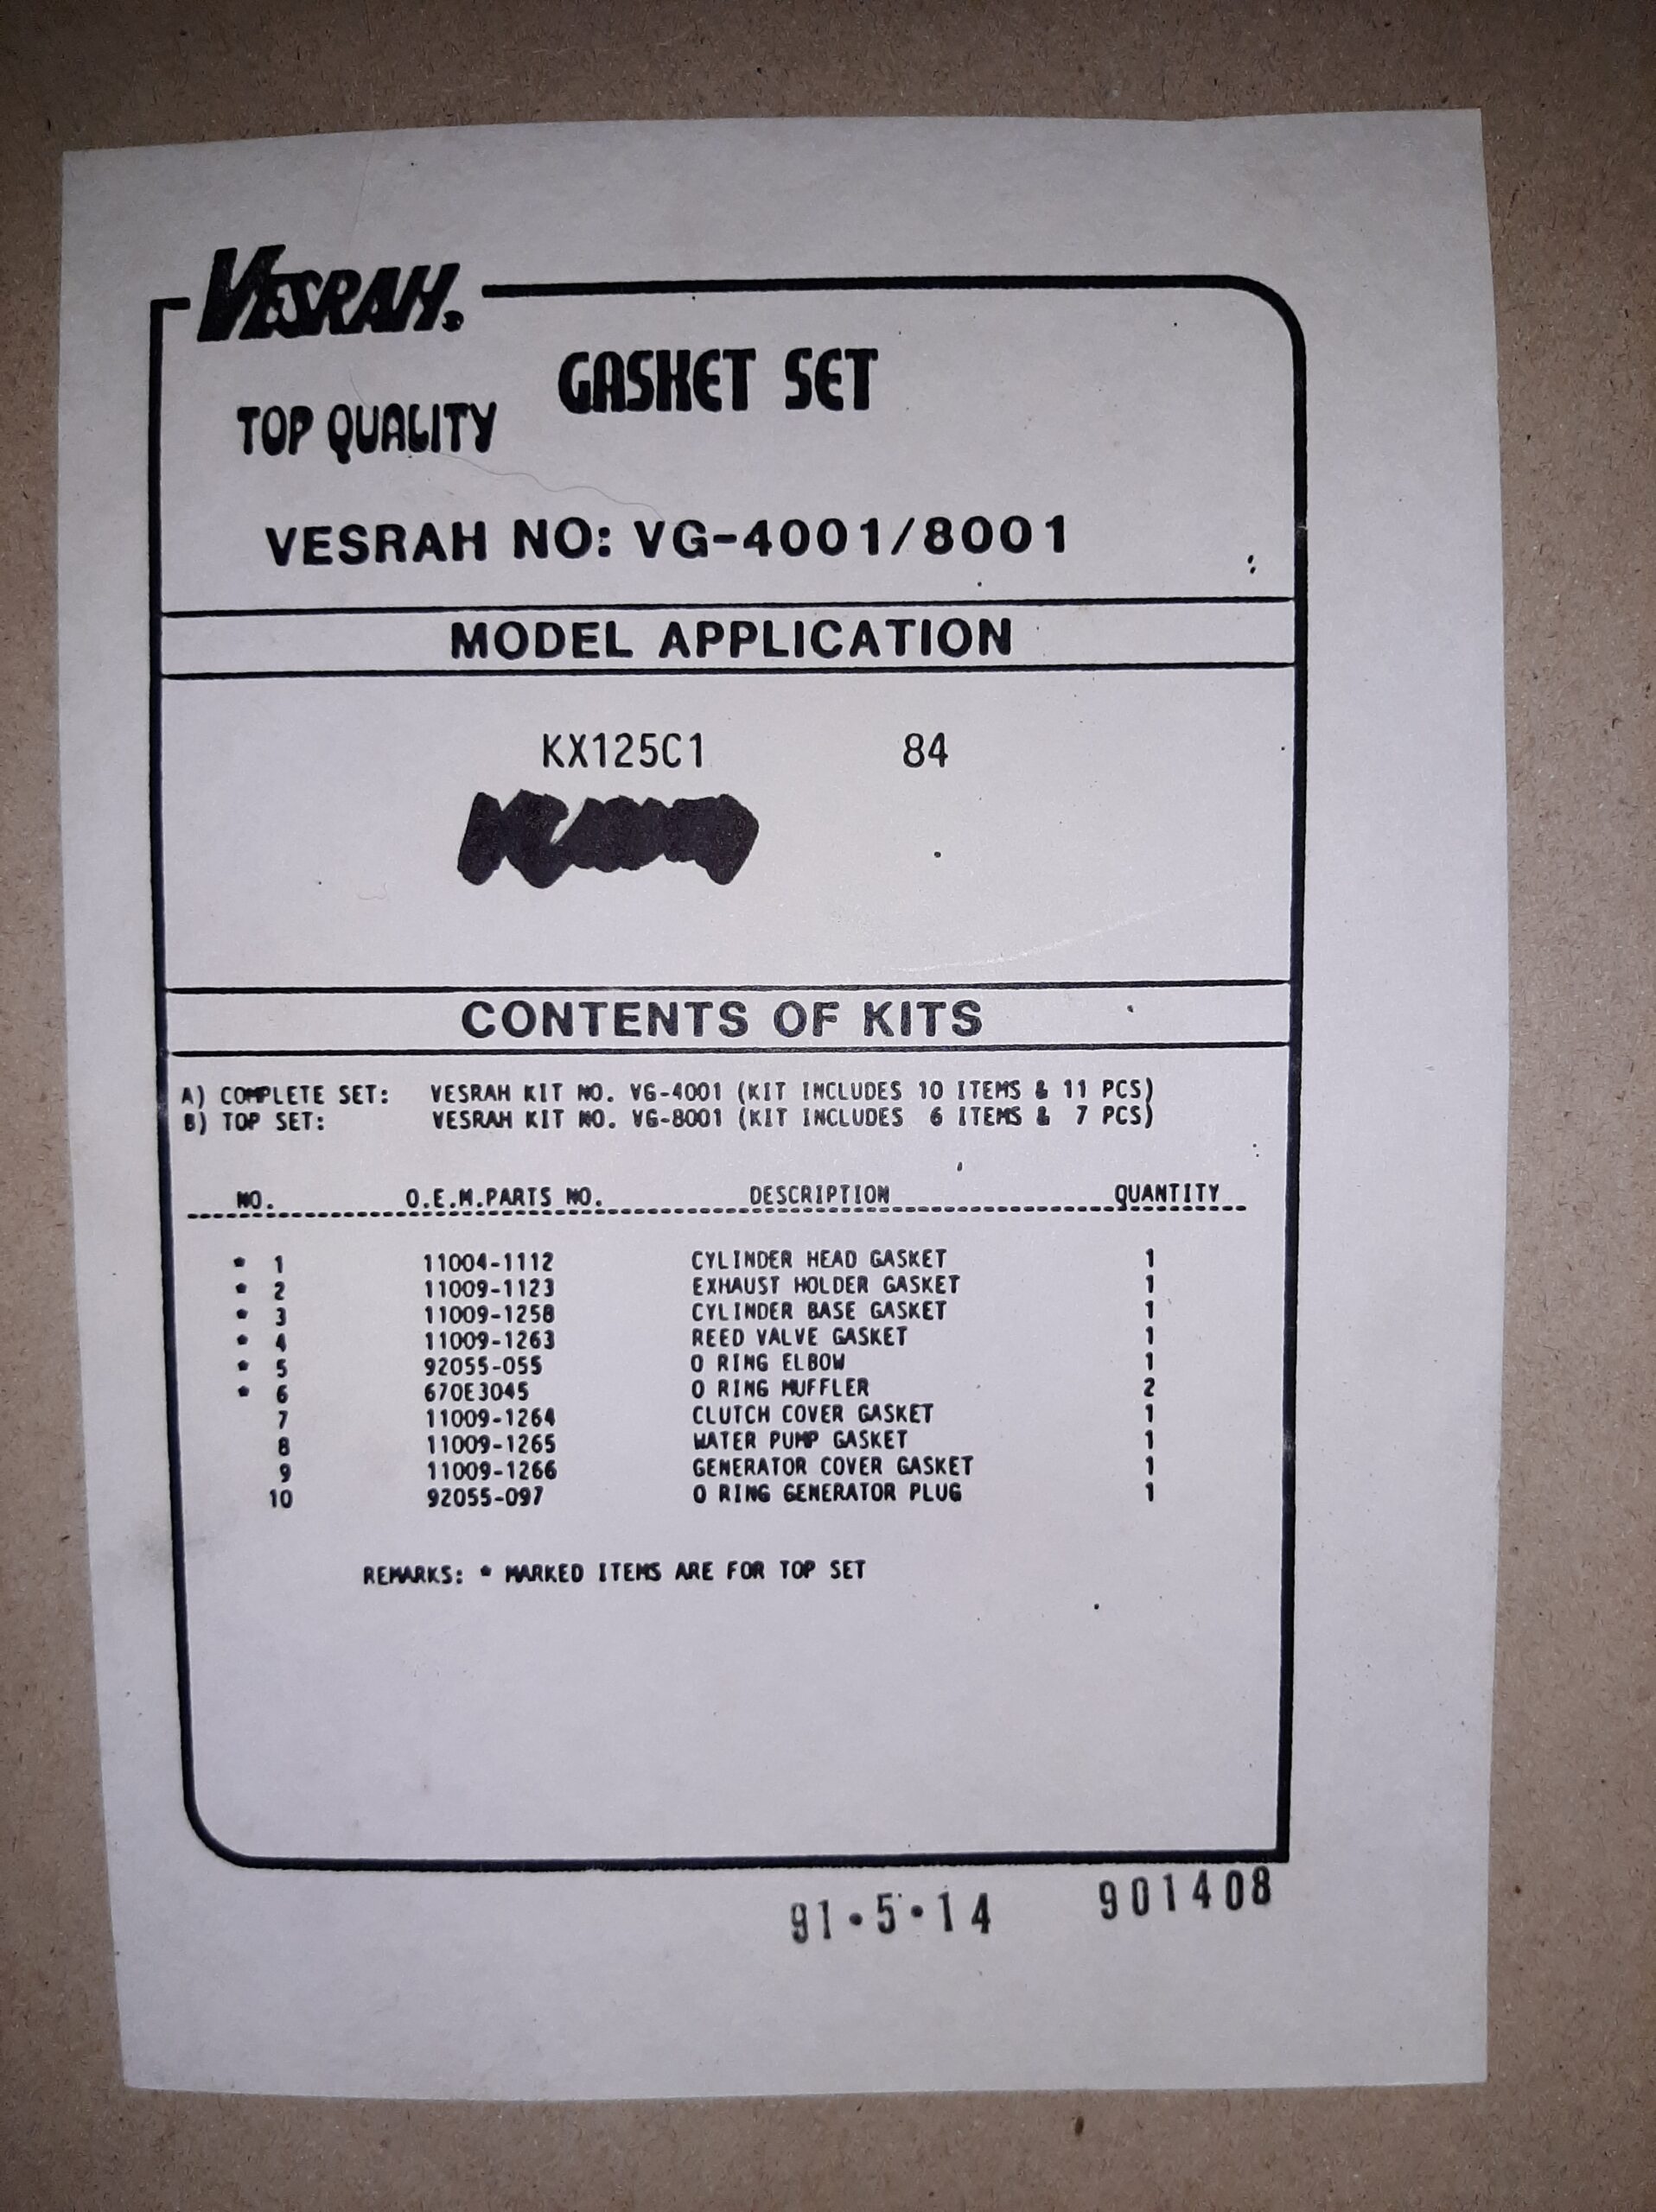 VESRAH®
GASKET SET
TOP QUALITY
VESRAH NO: VG-4001/8001
MODEL APPLICATION
KX125C1 84
CONTENTS OF KITS
A) COMPLETE SET: VESRAH KIT NO. VG-4001 (KIT INCLUDES 10 ITEMS & 11 PCS)
B) TOP SET: VESRAH KIT NO. VG-8001 (KIT INCLUDES 6 ITEMS & 7 PCS)
NO. O.E.M.PARTS NO. DESCRIPTION QUANTITY
* 1 11004-1112 CYLINDER HEAD GASKET 1
* 2 11009-1123 EXHAUST HOLDER GASKET 1
* 3 11009-1258 CYLINDER BASE GASKET 1
* 4 11009-1263 REED VALVE GASKET 1
* 5 92055-055 O RING ELBOW 1
* 6 670E3045 O RING MUFFLER 2
7 11009-1264 CLUTCH COVER GASKET 1
8 11009-1265 WATER PUMP GASKET 1
9 11009-1266 GENERATOR COVER GASKET 1
10 92055-097 O RING GENERATOR PLUG 1
REMARKS: * MARKED ITEMS ARE FOR TOP SET
91·5·14 901408